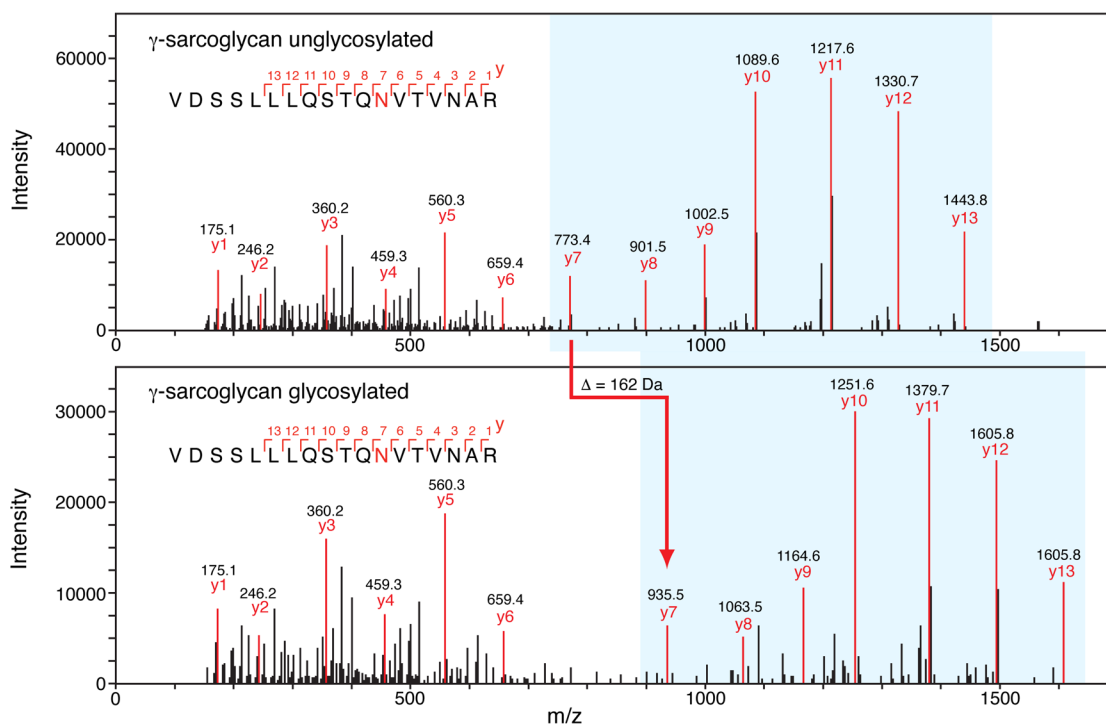 γ-sarcoglycan unglycosylated
13 12 11 10 9 8 7 6 5 4 3 2 1 y
V D S S L L L Q S T Q N V T V N A R
Intensity
60000
40000
20000
0
175.1
y1
246.2
y2
360.2
y3
459.3
y4
560.3
y5
659.4
y6
773.4
y7
901.5
y8
1002.5
y9
1089.6
y10
1217.6
y11
1330.7
y12
1443.8
y13
0 500 1000 1500
Δ = 162 Da
γ-sarcoglycan glycosylated
13 12 11 10 9 8 7 6 5 4 3 2 1 y
V D S S L L L Q S T Q N V T V N A R
Intensity
30000
20000
10000
0
175.1
y1
246.2
y2
360.2
y3
459.3
y4
560.3
y5
659.4
y6
935.5
y7
1063.5
y8
1164.6
y9
1251.6
y10
1379.7
y11
1605.8
y12
1605.8
y13
0 500 1000 1500
m/z